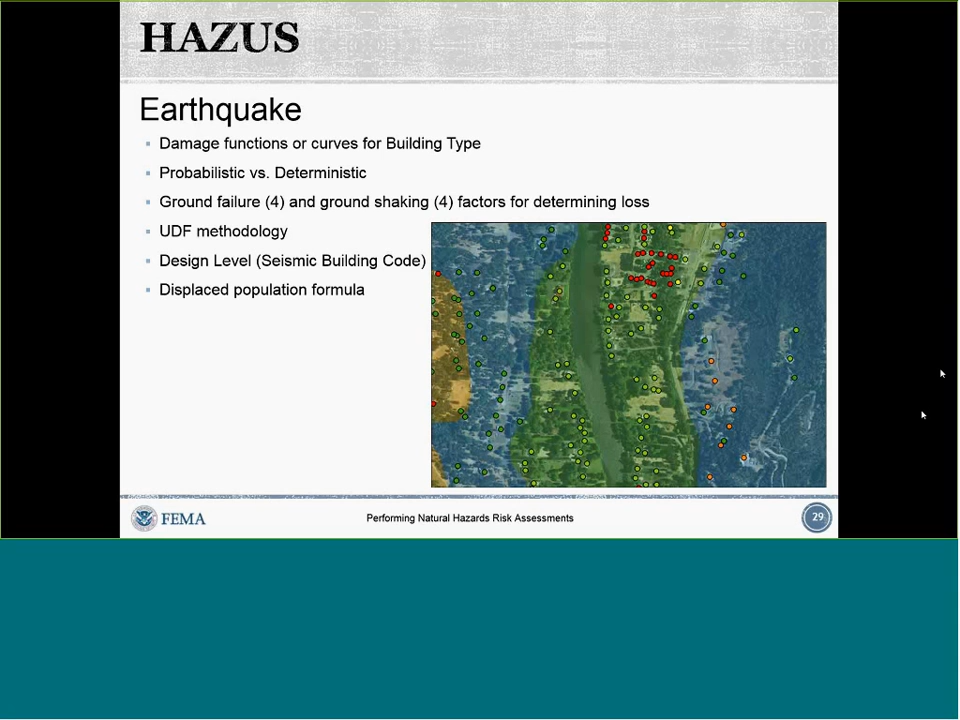 HAZUS
Earthquake
Damage functions or curves for Building Type
Probabilistic vs. Deterministic
Ground failure (4) and ground shaking (4) factors for determining loss
UDF methodology
Design Level (Seismic Building Code)
Displaced population formula
FEMA
Performing Natural Hazards Risk Assessments
29